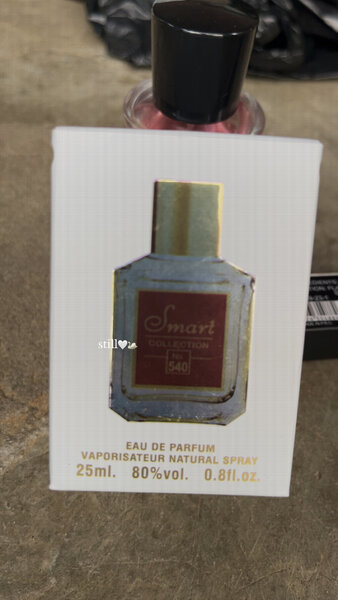 Smart
COLLECTION
No.
540
still🤍🦢
EAU DE PARFUM
VAPORISATEUR NATURAL SPRAY
25ml. 80%vol. 0.8fl.oz.